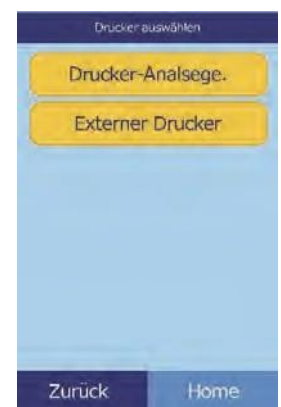 Drucker auswählen
Drucker-Analsege.
Externer Drucker
Zurück
Home